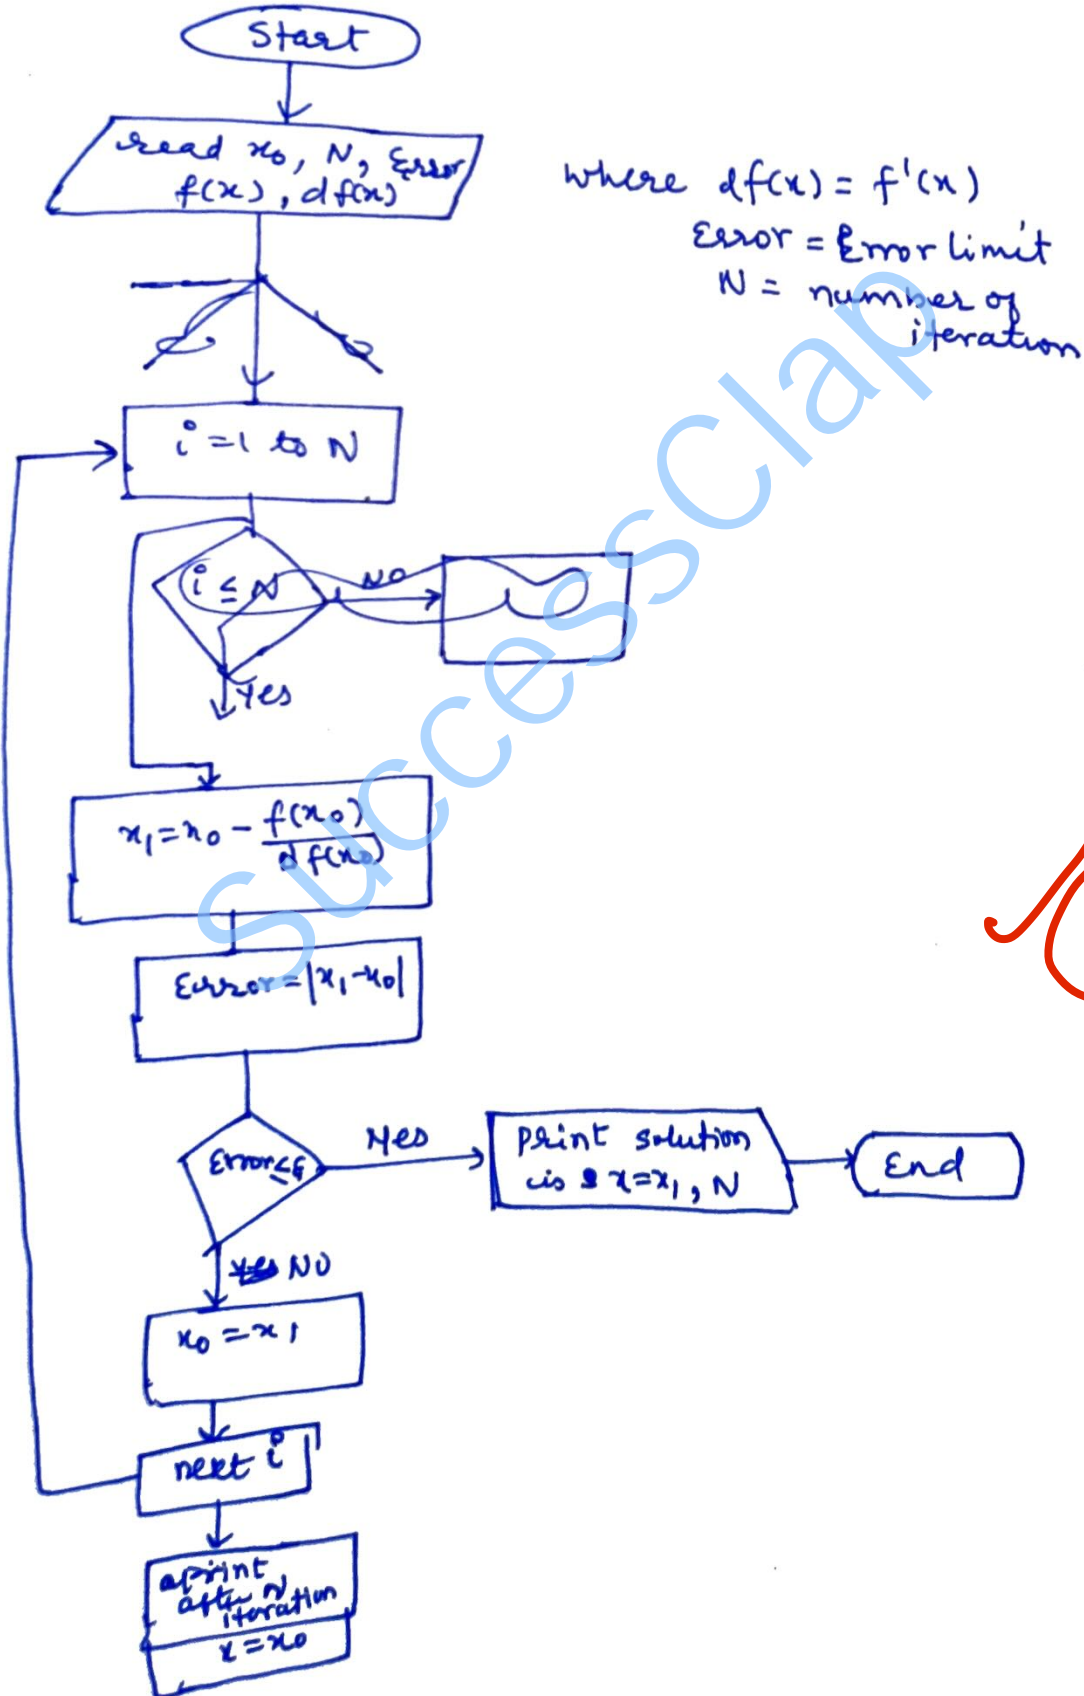 Start
read x₀, N, Error
f(x), df(x)
where df(x) = f'(x)
Error = Error limit
N = number of
iteration
i = 1 to N
i ≤ N
NO
Yes
x₁ = x₀ - f(x₀)/df(x₀)
Error = |x₁-x₀|
Error ≤ ε
Yes
print solution
is x = x₁, N
End
NO
x₀ = x₁
next i
print
after N
iteration
x = x₀
SuccessClap